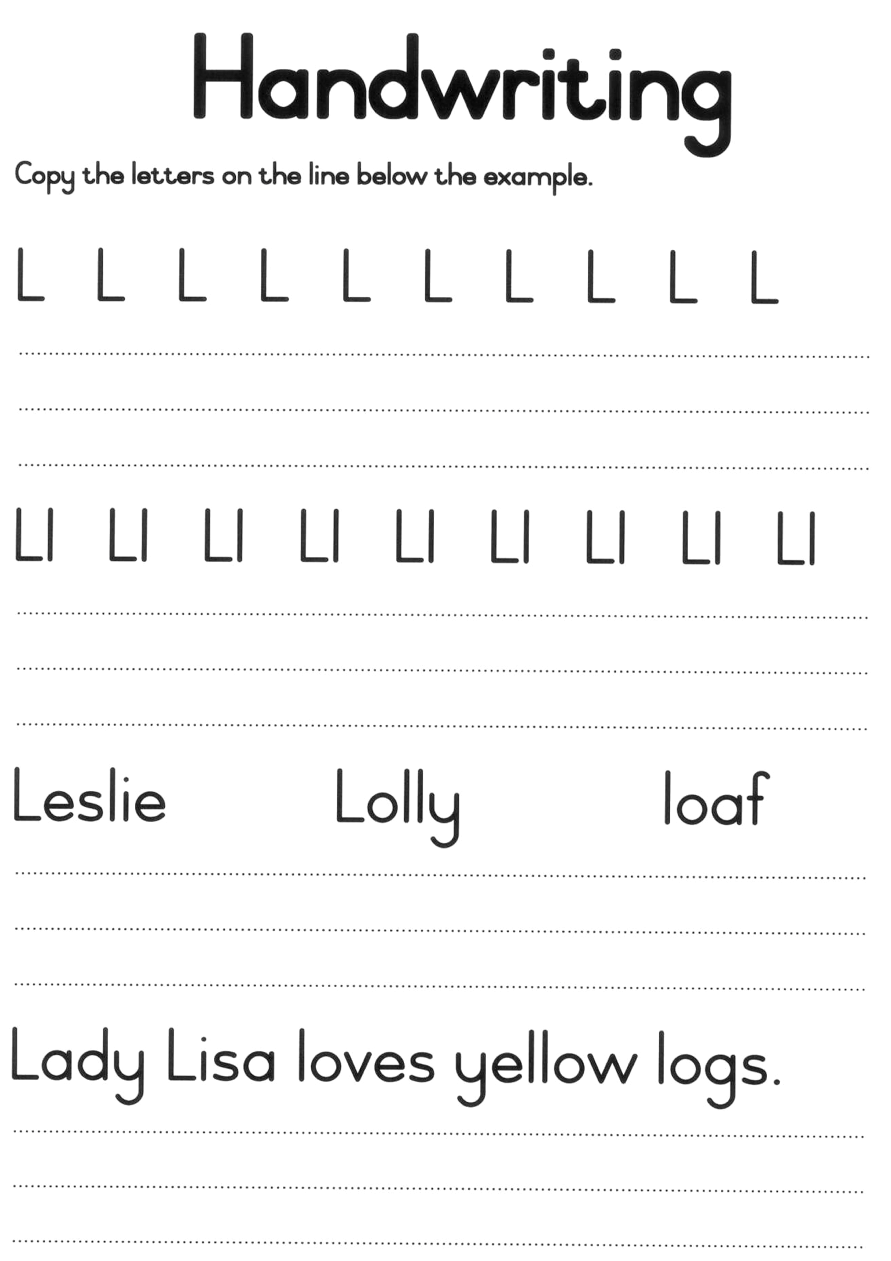 Handwriting
Copy the letters on the line below the example.
L L L L L L L L L L
Ll Ll Ll Ll Ll Ll Ll Ll Ll
Leslie Lolly loaf
Lady Lisa loves yellow logs.